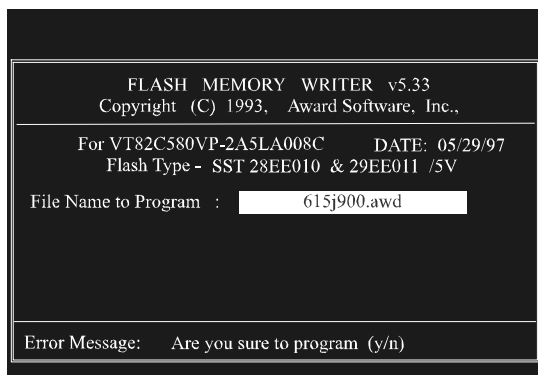 FLASH MEMORY WRITER v5.33
Copyright (C) 1993, Award Software, Inc.,
For VT82C580VP-2A5LA008C DATE: 05/29/97
Flash Type - SST 28EE010 & 29EE011 /5V
File Name to Program : 615j900.awd
Error Message: Are you sure to program (y/n)